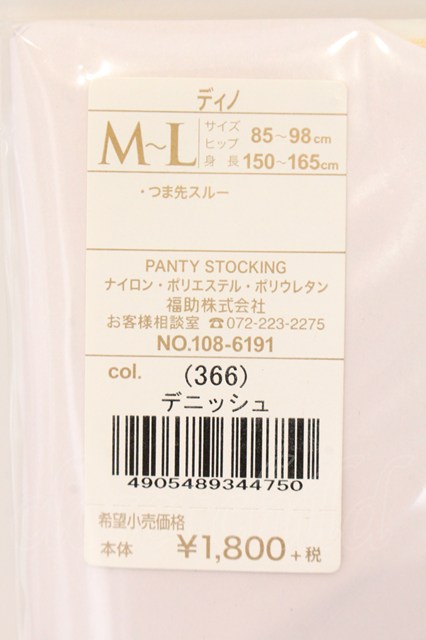 ディノ
M~L サイズ ヒップ 85~98cm
身長 150~165cm
・つま先スルー
PANTY STOCKING
ナイロン・ポリエステル・ポリウレタン
福助株式会社
お客様相談室 ☎072-223-2275
NO.108-6191
col. (366)
デニッシュ
4905489344750
希望小売価格
本体 ¥1,800+税